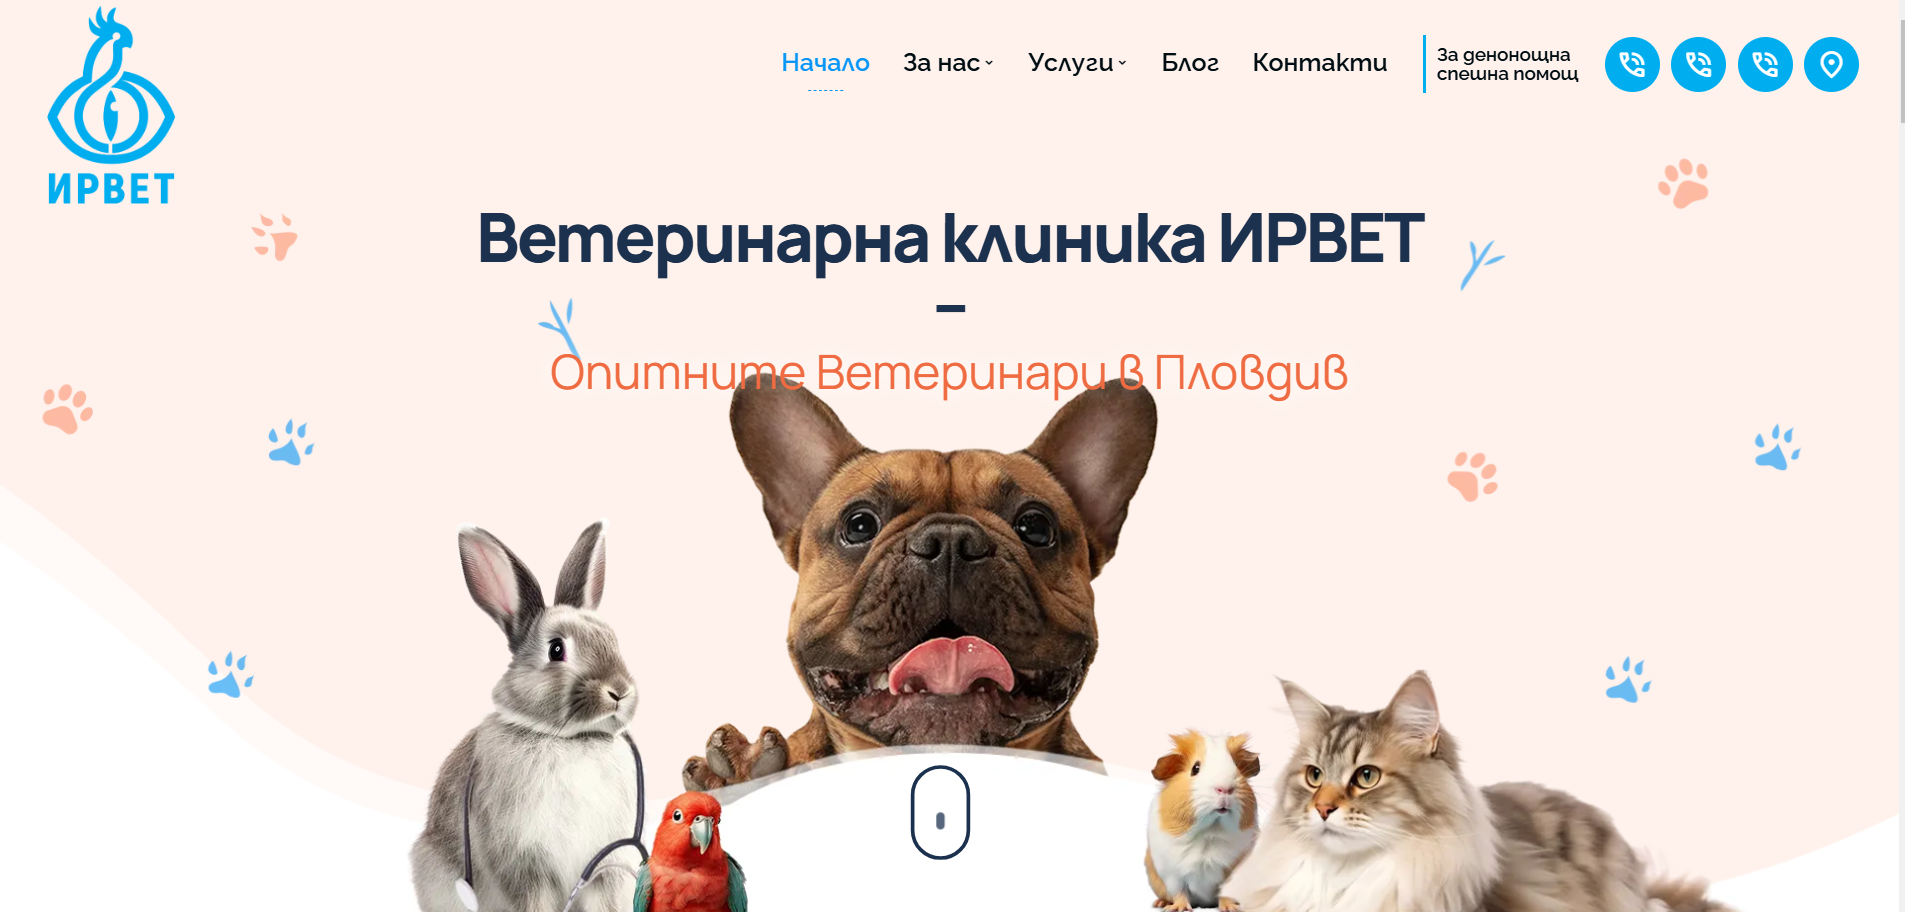 ИРВЕТ
Начало
За нас
Услуги
Блог
Контакти
За денонощна
спешна помощ
Ветеринарна клиника ИРВЕТ
–
Опитните Ветеринари в Пловдив